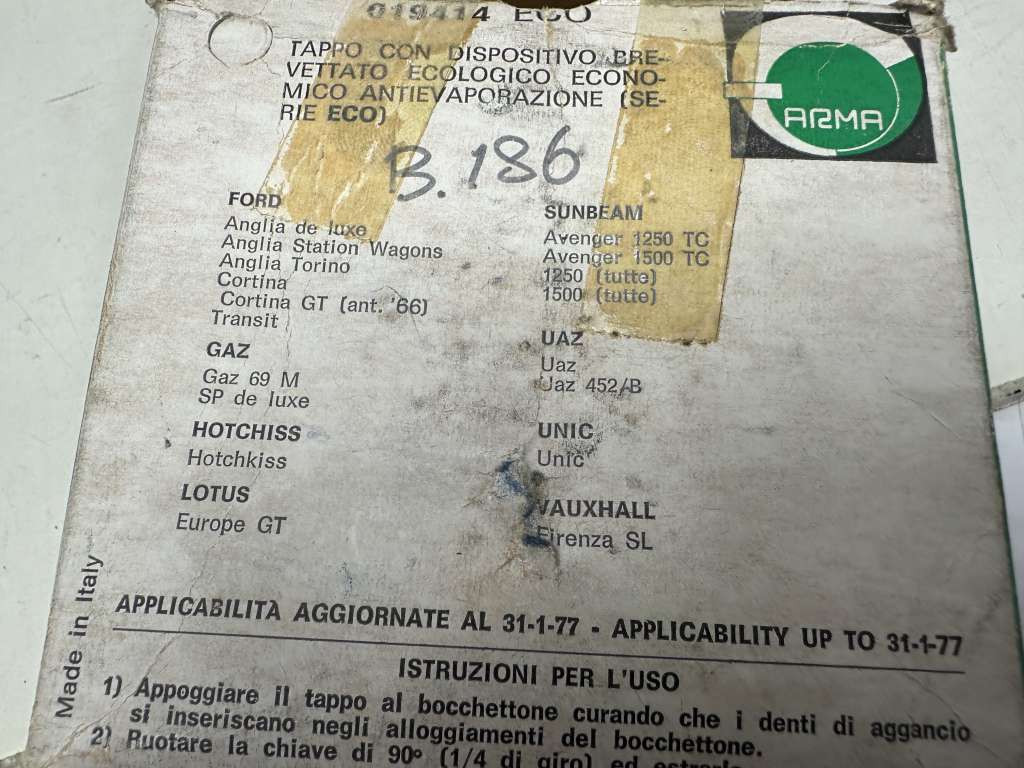 019414 ECO
TAPPO CON DISPOSITIVO BRE-
VETTATO ECOLOGICO ECONO-
MICO ANTIEVAPORAZIONE (SE-
RIE ECO)
ARMA
B. 186
FORD
Anglia de luxe
Anglia Station Wagons
Anglia Torino
Cortina
Cortina GT (ant. '66)
Transit
GAZ
Gaz 69 M
SP de luxe
HOTCHISS
Hotchkiss
LOTUS
Europe GT
SUNBEAM
Avenger 1250 TC
Avenger 1500 TC
1250 (tutte)
1500 (tutte)
UAZ
Uaz
Uaz 452/B
UNIC
Unic
VAUXHALL
Firenza SL
Made in Italy
APPLICABILITÀ AGGIORNATE AL 31-1-77 - APPLICABILITY UP TO 31-1-77
ISTRUZIONI PER L'USO
1) Appoggiare il tappo al bocchettone curando che i denti di aggancio
si inseriscano negli alloggiamenti del bocchettone.
2) Ruotare la chiave di 90° (1/4 di giro) ed estrarla